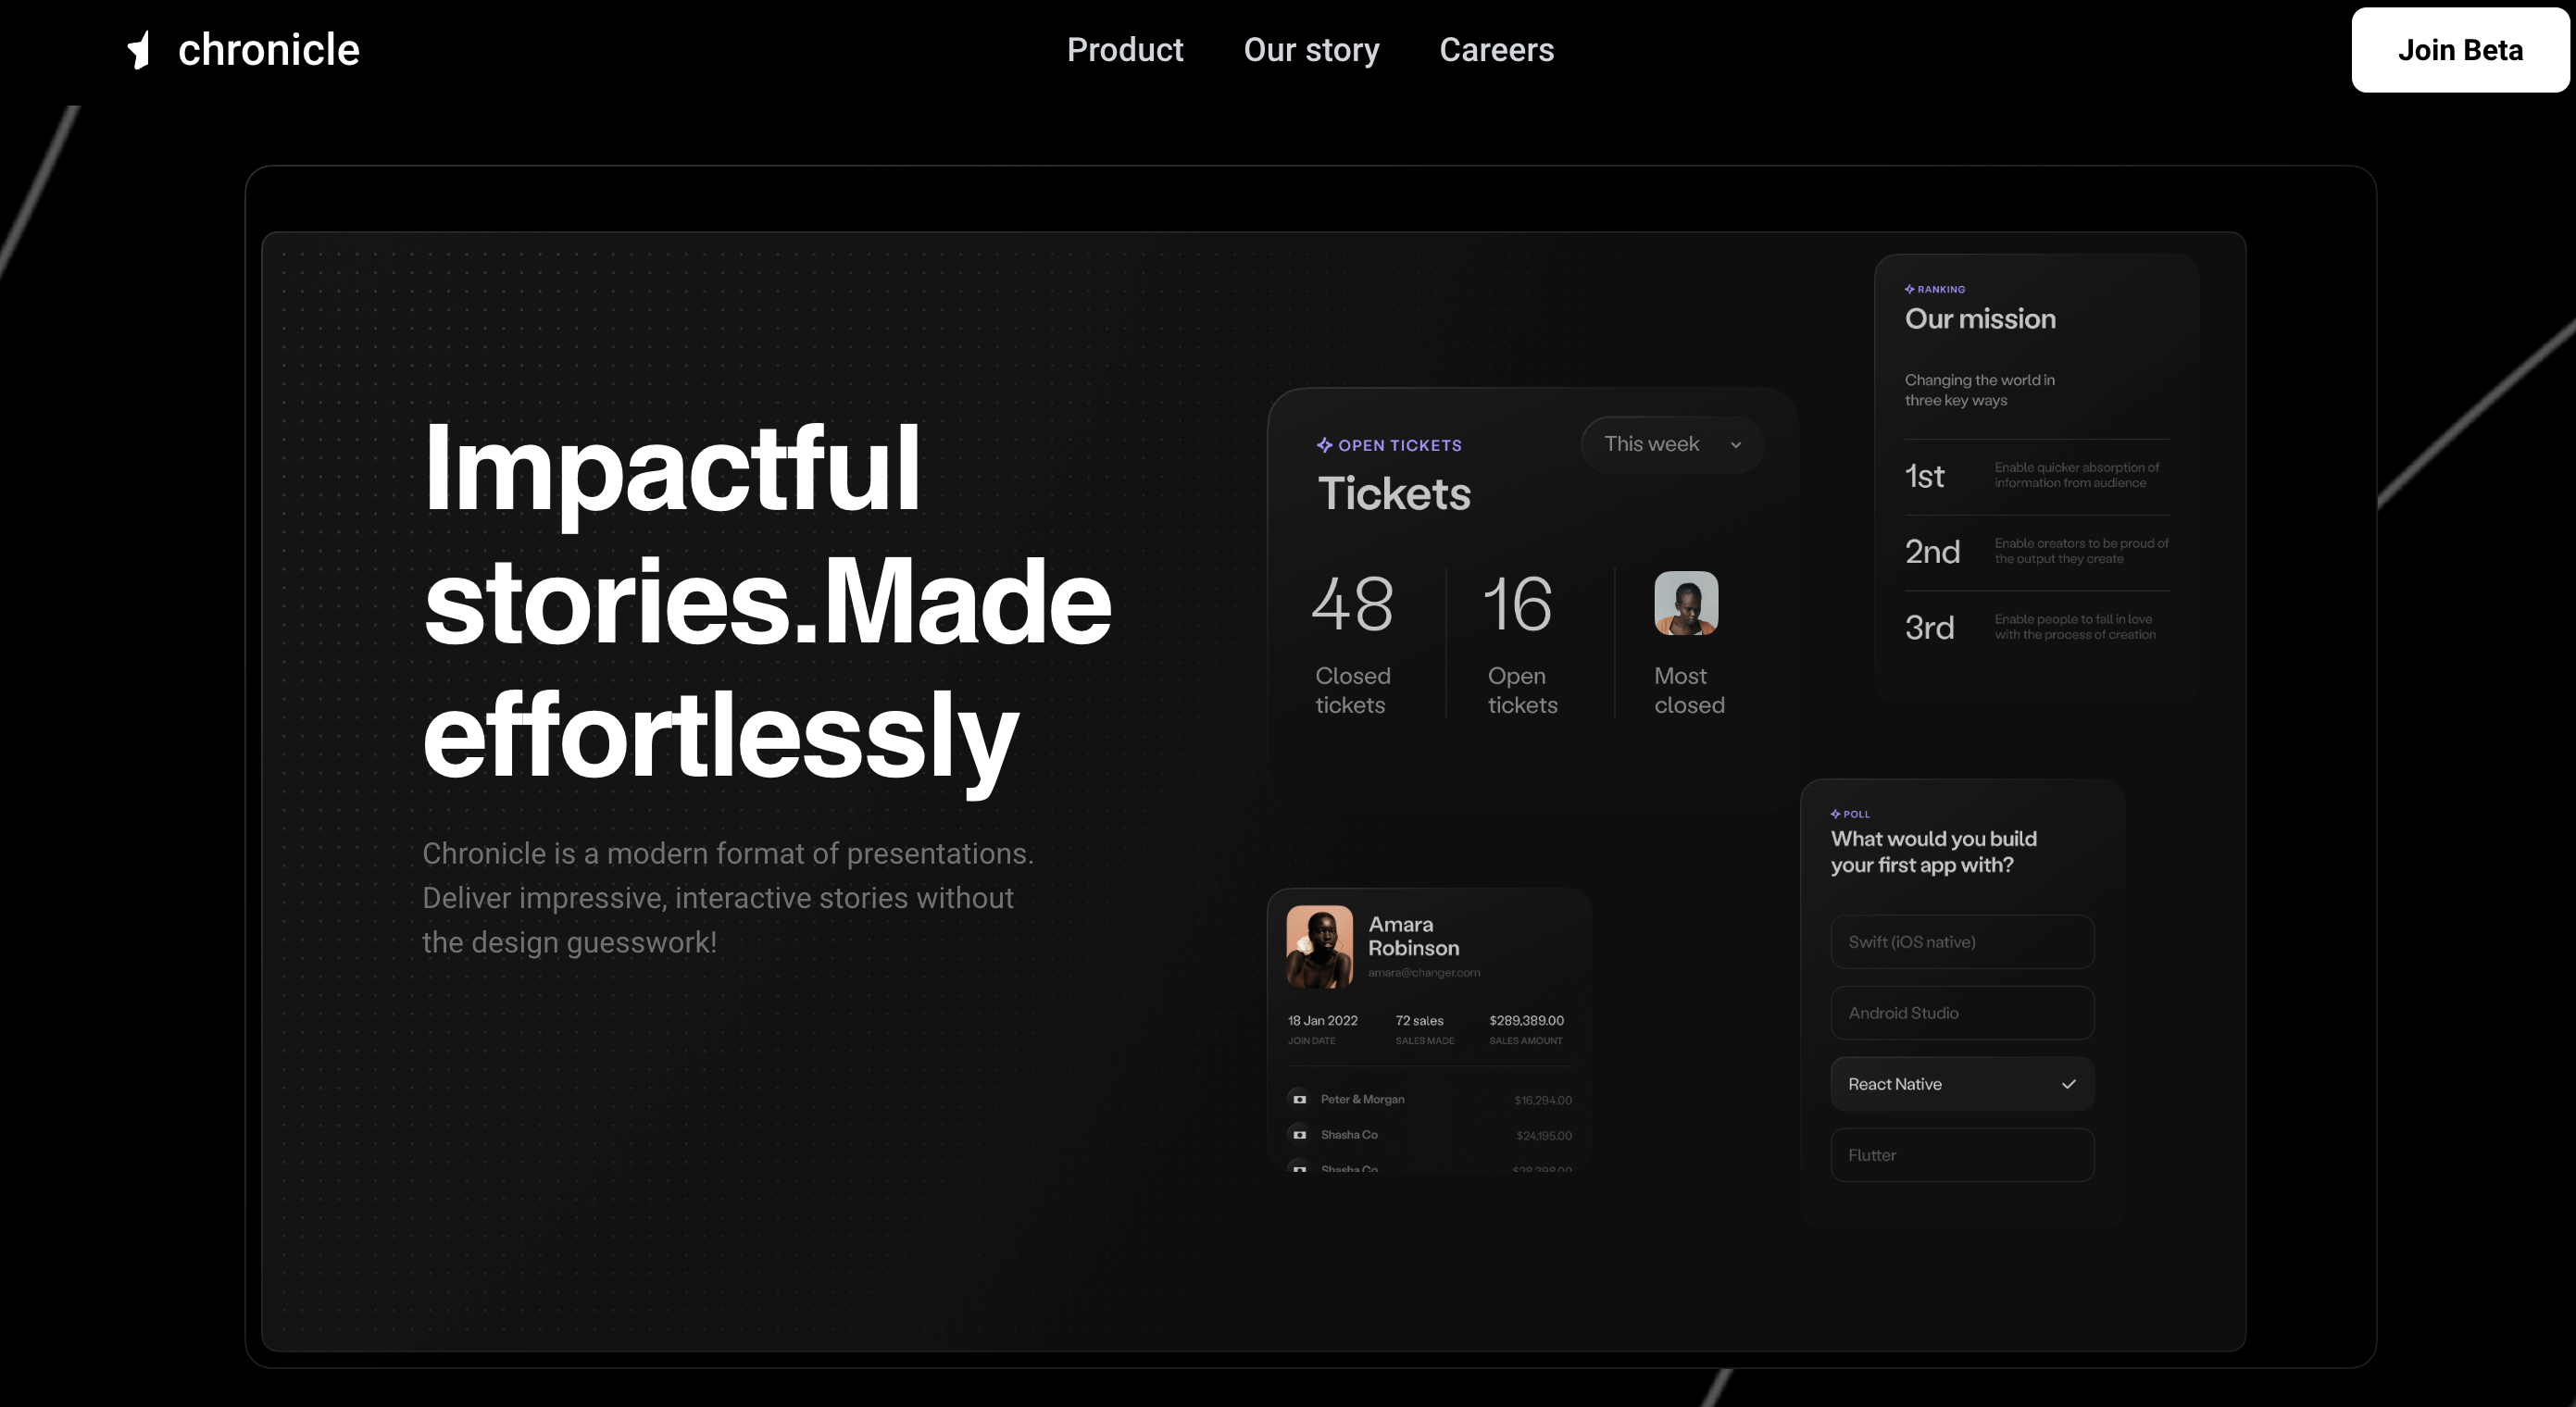 chronicle
Product
Our story
Careers
Join Beta
Impactful
stories.Made
effortlessly
Chronicle is a modern format of presentations.
Deliver impressive, interactive stories without
the design guesswork!
OPEN TICKETS
This week
Tickets
48
Closed
tickets
16
Open
tickets
Most
closed
RANKING
Our mission
Changing the world in
three key ways
1st
Enable quicker absorption of
information from audience
2nd
Enable creators to be proud of
the output they create
3rd
Enable people to fall in love
with the process of creation
Amara
Robinson
amara@changer.com
18 Jan 2022
JOIN DATE
72 sales
SALES MADE
$289,389.00
SALES AMOUNT
Peter & Morgan
$16,294.00
Shasha Co
$24,195.00
Shasha Co
$28,398.00
POLL
What would you build
your first app with?
Swift (iOS native)
Android Studio
React Native
Flutter